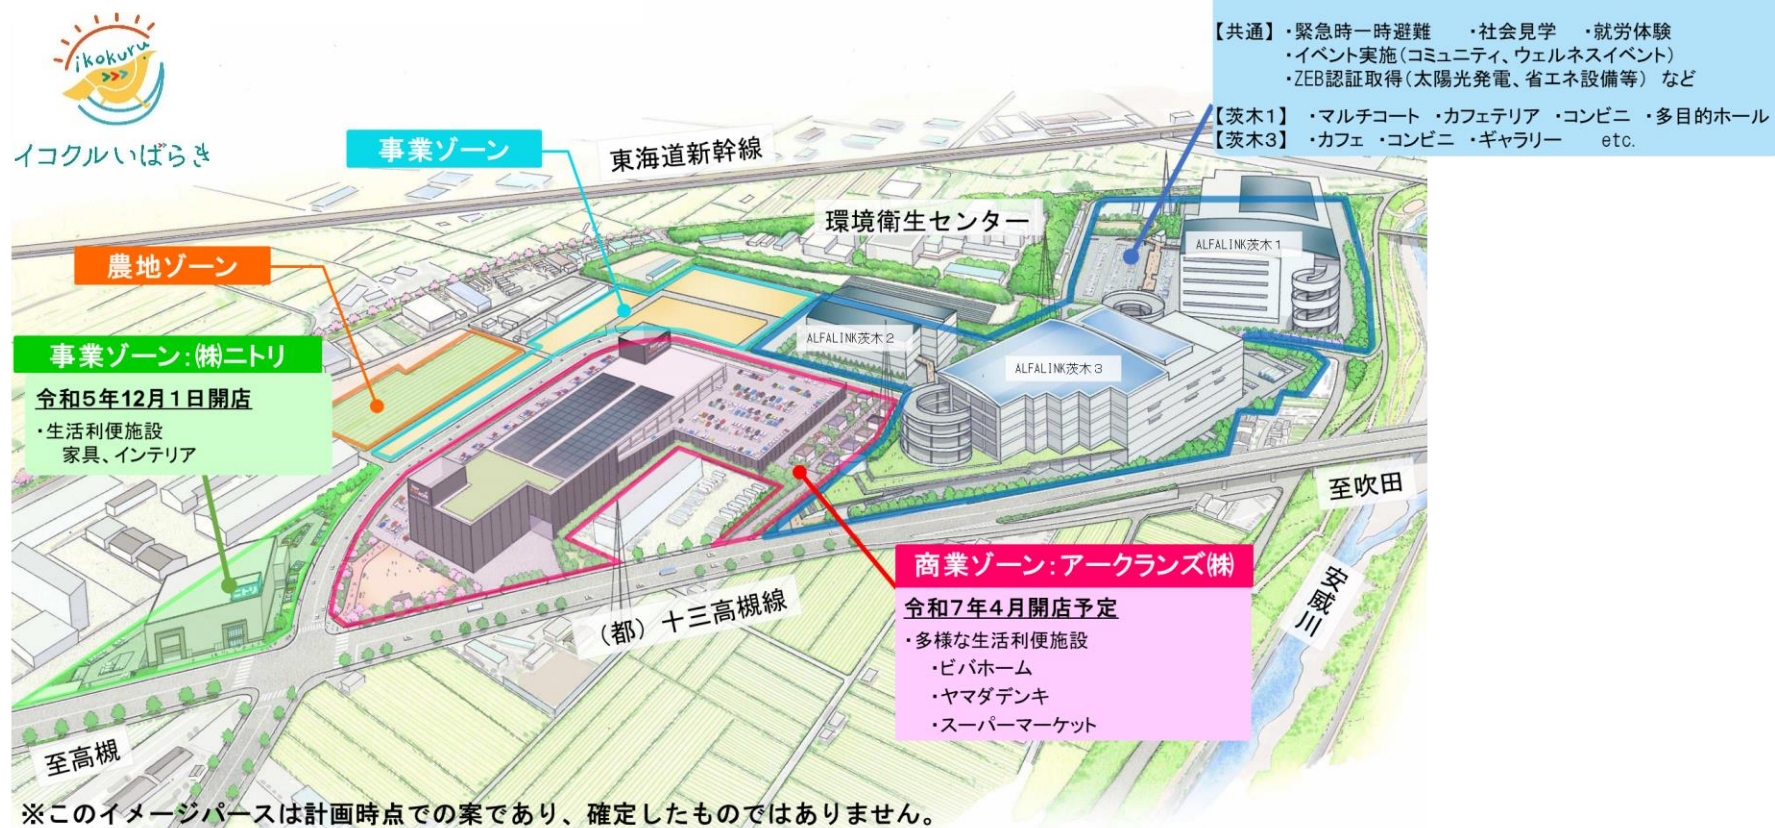 ikokuru
イコクルいばらき
【共通】・緊急時一時避難 ・社会見学 ・就労体験
・イベント実施(コミュニティ、ウェルネスイベント)
・ZEB認証取得(太陽光発電、省エネ設備等) など
【茨木1】 ・マルチコート ・カフェテリア ・コンビニ ・多目的ホール
【茨木3】 ・カフェ ・コンビニ ・ギャラリー etc.
事業ゾーン
東海道新幹線
環境衛生センター
農地ゾーン
ALFALINK茨木1
ALFALINK茨木2
ALFALINK茨木3
事業ゾーン:㈱ニトリ
令和5年12月1日開店
・生活利便施設
家具、インテリア
ニトリ
至吹田
安威川
商業ゾーン:アークランズ㈱
令和7年4月開店予定
・多様な生活利便施設
・ビバホーム
・ヤマダデンキ
・スーパーマーケット
(都)十三高槻線
至高槻
※このイメージパースは計画時点での案であり、確定したものではありません。